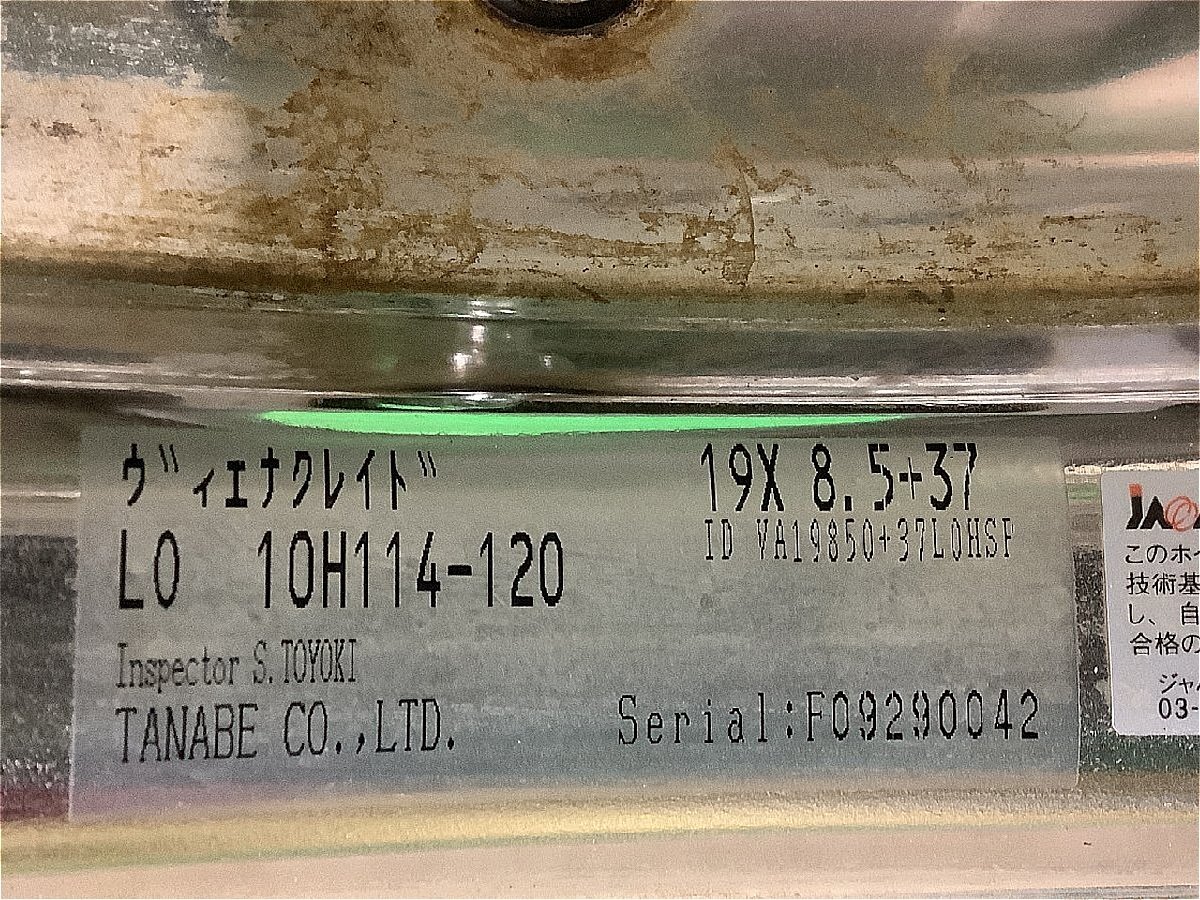 ヴィエナクレイド 19X 8.5+37
ID VA19850+37LOHSP
LO 10H114-120
Inspector S.TOYOKI
TANABE CO.,LTD. Serial:F09290042
このホイ
技術基
し、自
合格の
ジャパ
03-